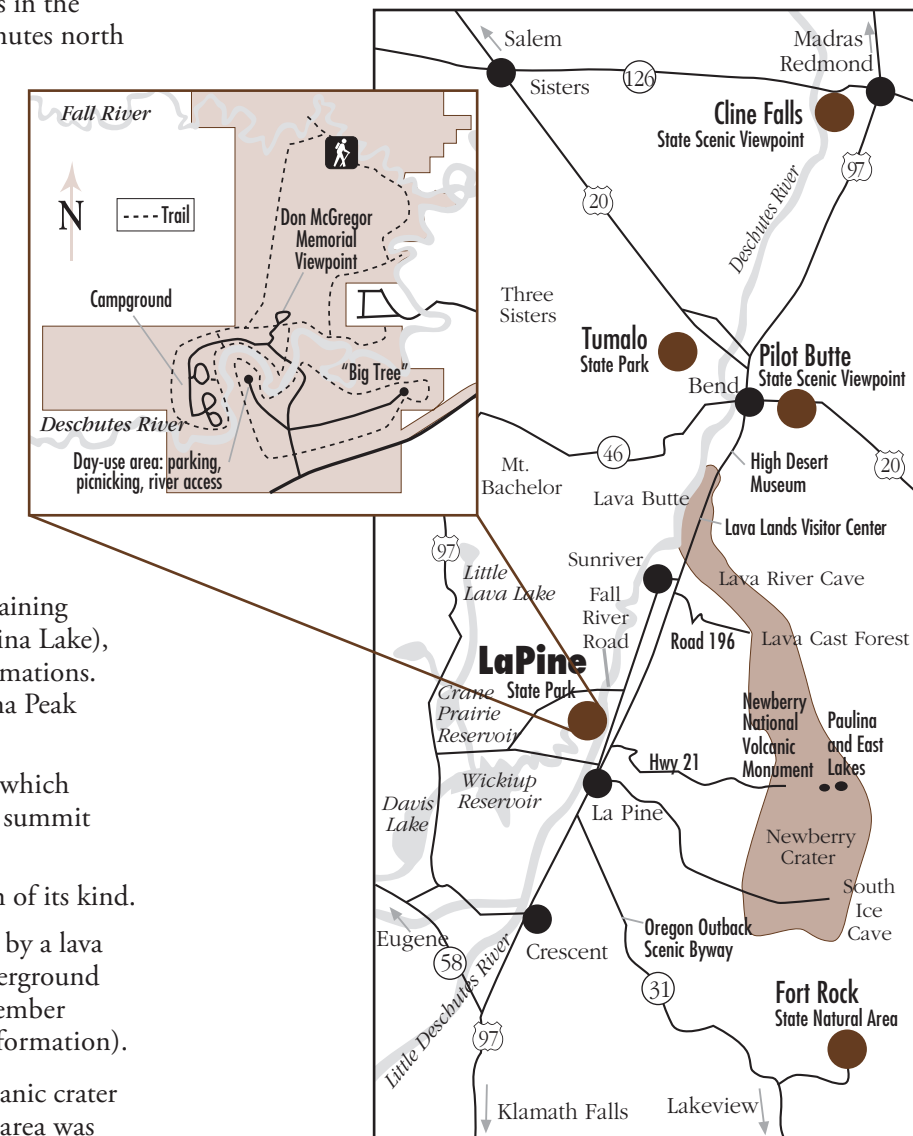 s in the
nutes north
aining
ina Lake),
mations.
na Peak
which
summit
n of its kind.
by a lava
erground
ember
formation).
anic crater
area was
Fall River
N
Trail
Don McGregor
Memorial
Viewpoint
Campground
"Big Tree"
Deschutes River
Day-use area: parking,
picnicking, river access
Salem
Madras
Redmond
Sisters
126
Cline Falls
State Scenic Viewpoint
97
20
Deschutes River
Three
Sisters
Tumalo
State Park
Pilot Butte
State Scenic Viewpoint
Bend
46
20
Mt.
Bachelor
High Desert
Museum
Lava Butte
Lava Lands Visitor Center
97
Little
Lava Lake
Sunriver
Lava River Cave
Fall
River
Road
Road 196
Lava Cast Forest
LaPine
State Park
Crane
Prairie
Reservoir
Newberry
National
Volcanic
Monument
Paulina
and East
Lakes
Hwy 21
Wickiup
Reservoir
Davis
Lake
La Pine
Newberry
Crater
South
Ice
Cave
Eugene
58
Crescent
Oregon Outback
Scenic Byway
31
Little Deschutes River
Fort Rock
State Natural Area
97
Klamath Falls
Lakeview